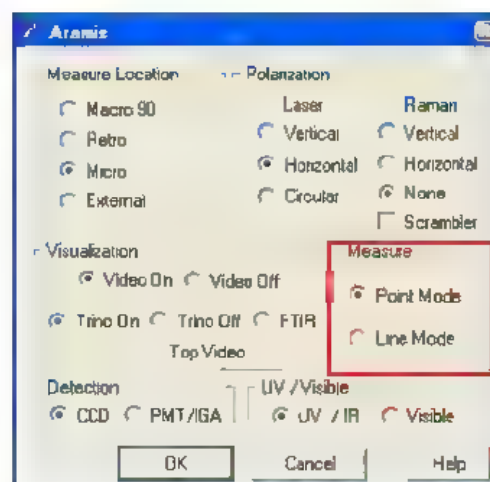 Aramis
Measure Location
Polarization
Macro 90
Retro
Micro
External
Laser
Vertical
Horizontal
Circular
Raman
Vertical
Horizontal
None
Scrambler
Visualization
Video On Video Off
Trino On Trino Off FTIR
Top Video
Measure
Point Mode
Line Mode
Detection
CCD PMT/IGA
UV / Visible
UV / IR Visible
OK Cancel Help